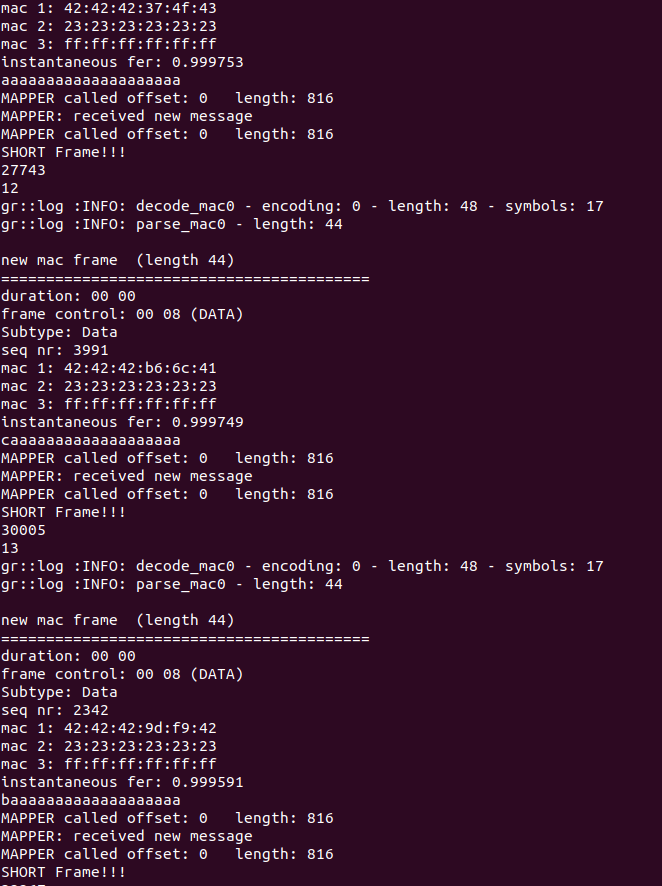 mac 1: 42:42:42:37:4f:43
mac 2: 23:23:23:23:23:23
mac 3: ff:ff:ff:ff:ff:ff
instantaneous fer: 0.999753
aaaaaaaaaaaaaaaaaaaa
MAPPER called offset: 0   length: 816
MAPPER: received new message
MAPPER called offset: 0   length: 816
SHORT Frame!!!
27743
12
gr::log :INFO: decode_mac0 - encoding: 0 - length: 48 - symbols: 17
gr::log :INFO: parse_mac0 - length: 44
new mac frame  (length 44)
=========================================
duration: 00 00
frame control: 00 08 (DATA)
Subtype: Data
seq nr: 3991
mac 1: 42:42:42:b6:6c:41
mac 2: 23:23:23:23:23:23
mac 3: ff:ff:ff:ff:ff:ff
instantaneous fer: 0.999749
caaaaaaaaaaaaaaaaaaa
MAPPER called offset: 0   length: 816
MAPPER: received new message
MAPPER called offset: 0   length: 816
SHORT Frame!!!
30005
13
gr::log :INFO: decode_mac0 - encoding: 0 - length: 48 - symbols: 17
gr::log :INFO: parse_mac0 - length: 44
new mac frame  (length 44)
=========================================
duration: 00 00
frame control: 00 08 (DATA)
Subtype: Data
seq nr: 2342
mac 1: 42:42:42:9d:f9:42
mac 2: 23:23:23:23:23:23
mac 3: ff:ff:ff:ff:ff:ff
instantaneous fer: 0.999591
baaaaaaaaaaaaaaaaaaa
MAPPER called offset: 0   length: 816
MAPPER: received new message
MAPPER called offset: 0   length: 816
SHORT Frame!!!